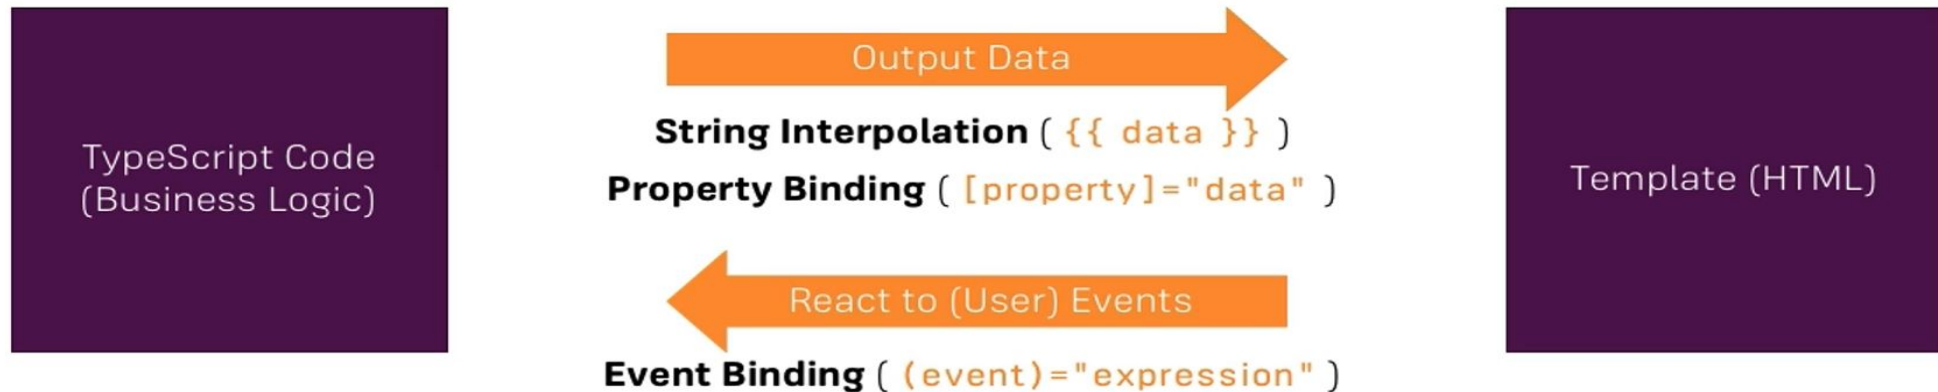 TypeScript Code
(Business Logic)
Output Data
String Interpolation ( {{ data }} )
Property Binding ( [property]="data" )
React to (User) Events
Event Binding ( (event)="expression" )
Template (HTML)